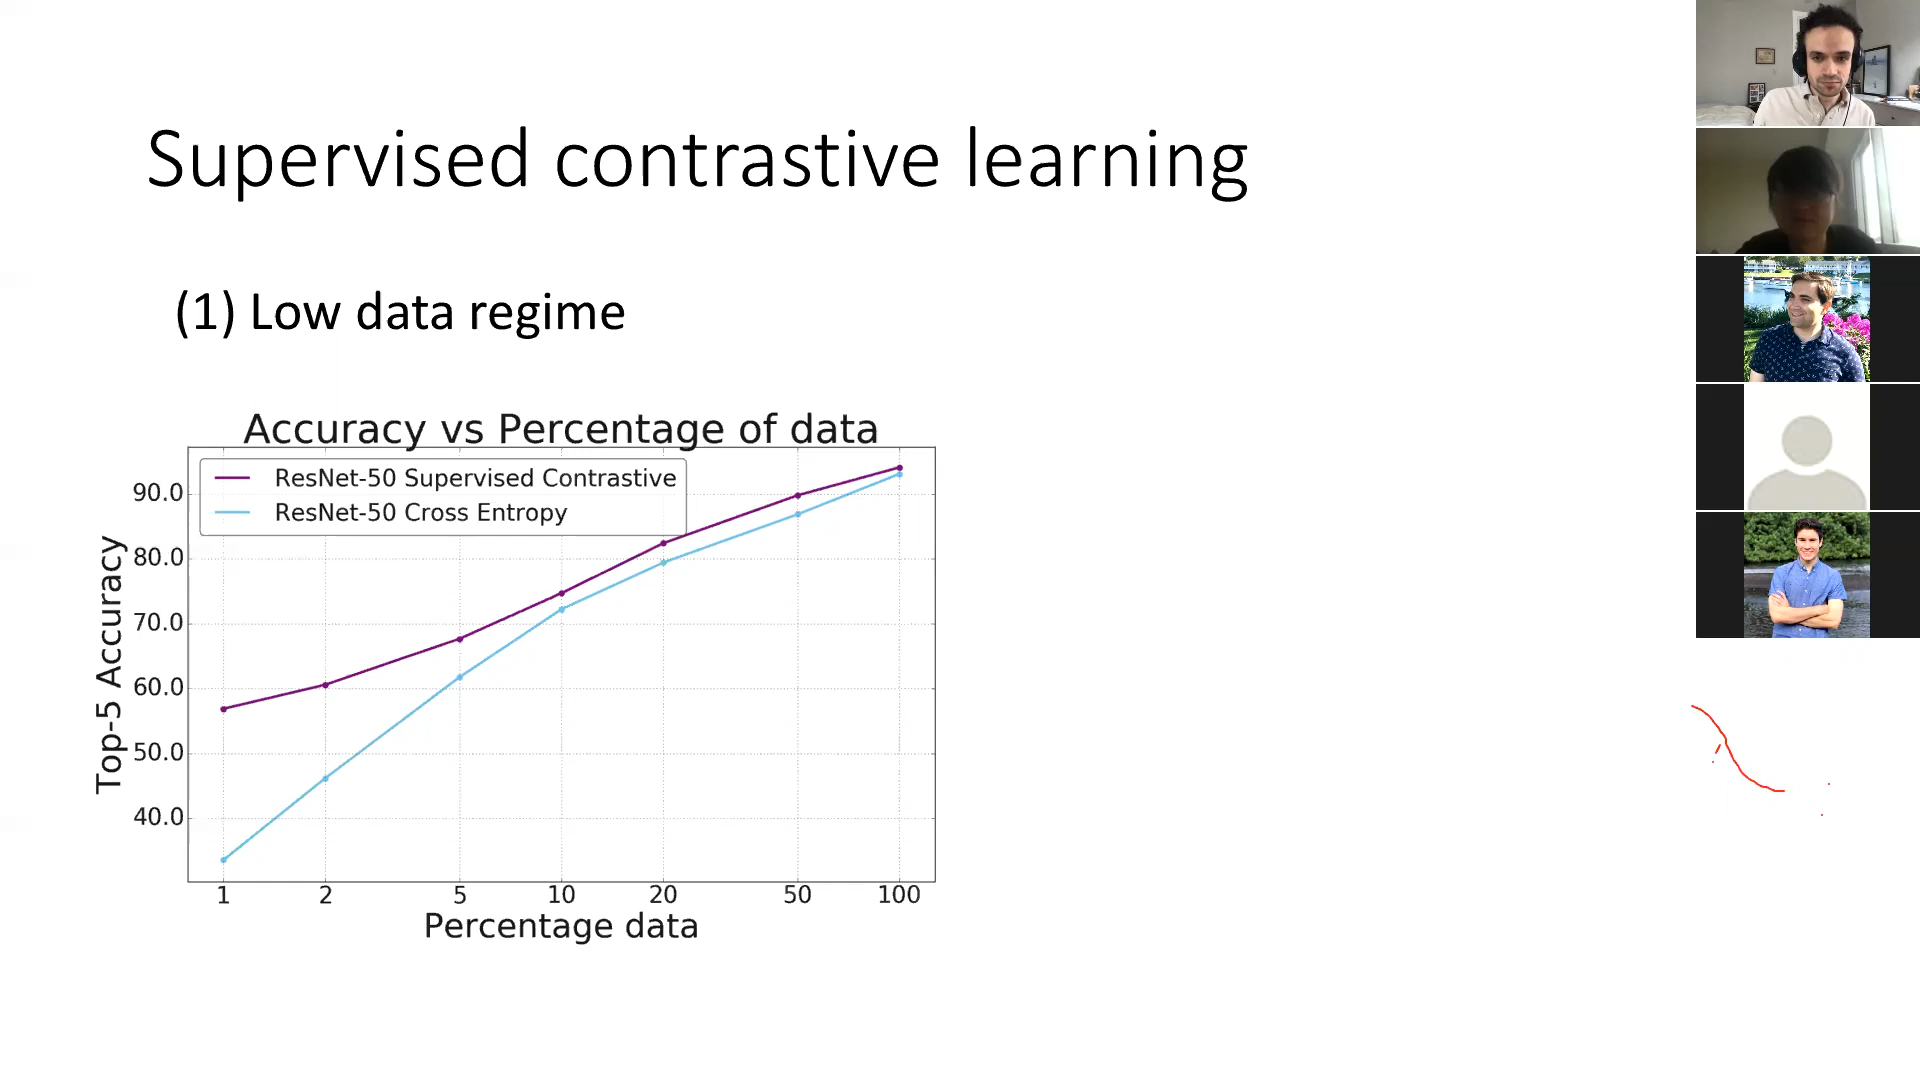 Supervised contrastive learning
(1) Low data regime
Accuracy vs Percentage of data
ResNet-50 Supervised Contrastive
ResNet-50 Cross Entropy
Top-5 Accuracy
90.0
80.0
70.0
60.0
50.0
40.0
1 2 5 10 20 50 100
Percentage data